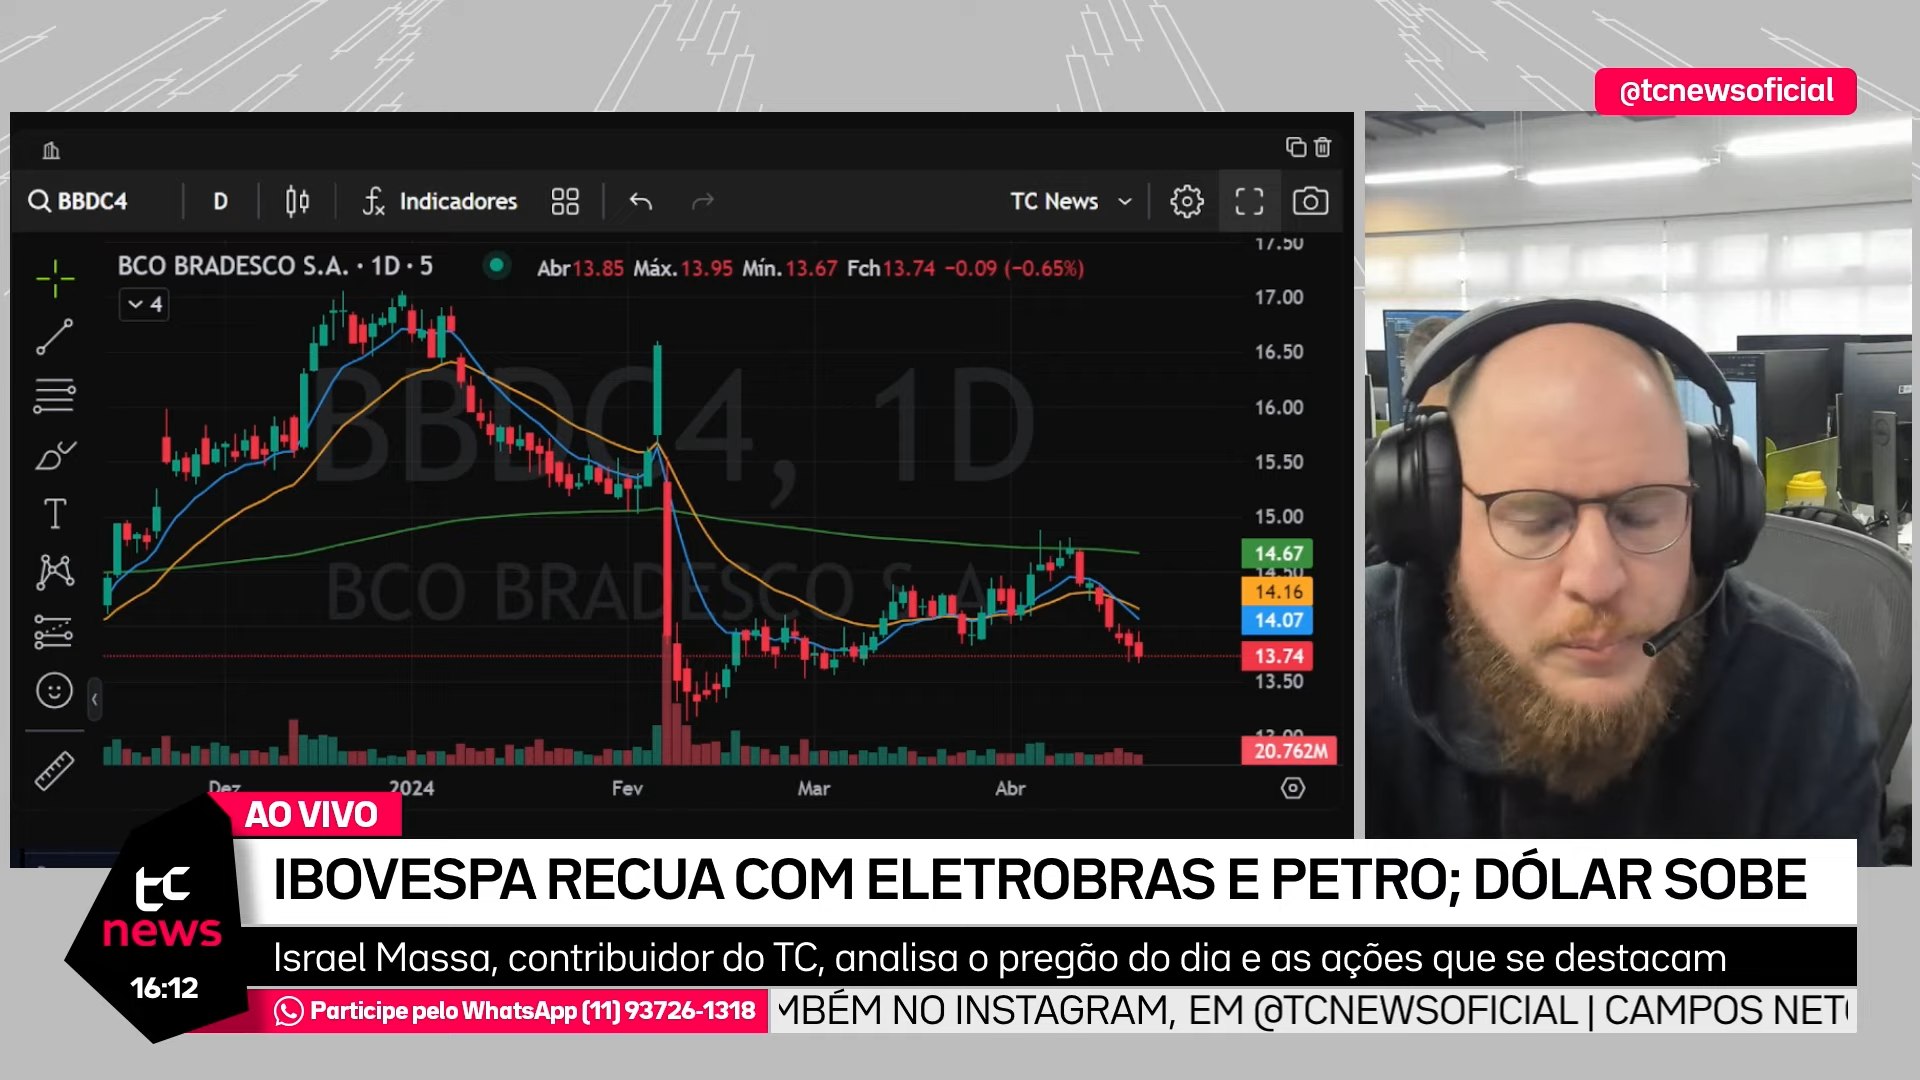 @tcnewsoficial
BBDC4
D
Indicadores
TC News
BCO BRADESCO S.A. · 1D · 5
Abr13.85 Máx.13.95 Mín.13.67 Fch13.74 −0.09 (−0.65%)
4
BBDC4, 1D
BCO BRADESCO S.A.
17.50
17.00
16.50
16.00
15.50
15.00
14.67
14.50
14.16
14.07
13.74
13.50
13.00
20.762M
Dez
2024
Fev
Mar
Abr
AO VIVO
tc
news
16:12
IBOVESPA RECUA COM ELETROBRAS E PETRO; DÓLAR SOBE
Israel Massa, contribuidor do TC, analisa o pregão do dia e as ações que se destacam
Participe pelo WhatsApp (11) 93726-1318
MBÉM NO INSTAGRAM, EM @TCNEWSOFICIAL | CAMPOS NET